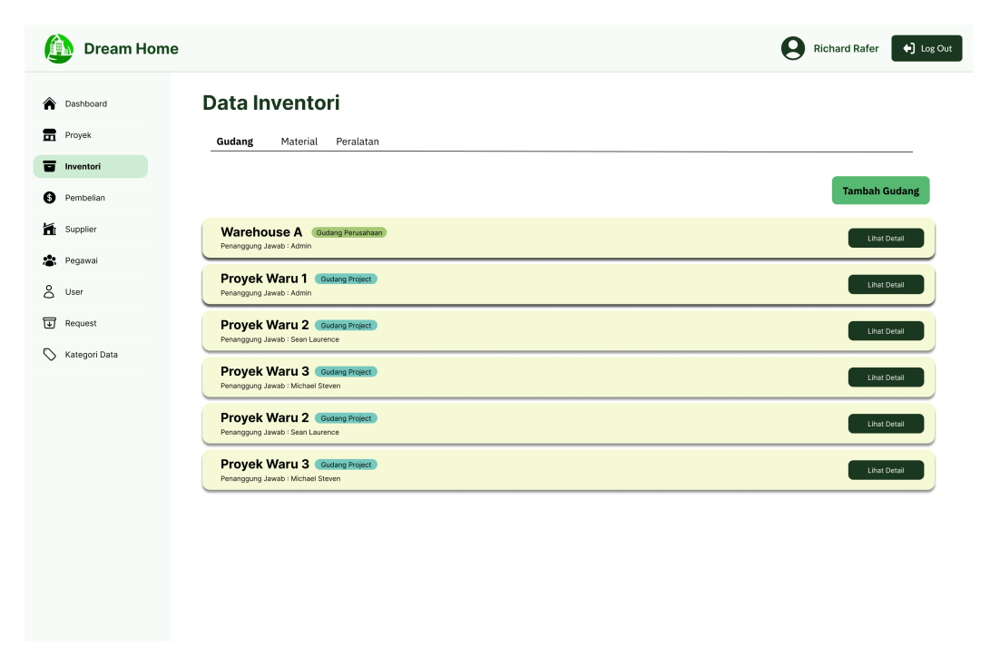 Dream Home
Richard Rafer
Log Out
Dashboard
Proyek
Inventori
Pembelian
Supplier
Pegawai
User
Request
Kategori Data
Data Inventori
Gudang Material Peralatan
Tambah Gudang
Warehouse A Gudang Perusahaan
Penanggung Jawab : Admin
Lihat Detail
Proyek Waru 1 Gudang Project
Penanggung Jawab : Admin
Lihat Detail
Proyek Waru 2 Gudang Project
Penanggung Jawab : Sean Laurence
Lihat Detail
Proyek Waru 3 Gudang Project
Penanggung Jawab : Michael Steven
Lihat Detail
Proyek Waru 2 Gudang Project
Penanggung Jawab : Sean Laurence
Lihat Detail
Proyek Waru 3 Gudang Project
Penanggung Jawab : Michael Steven
Lihat Detail